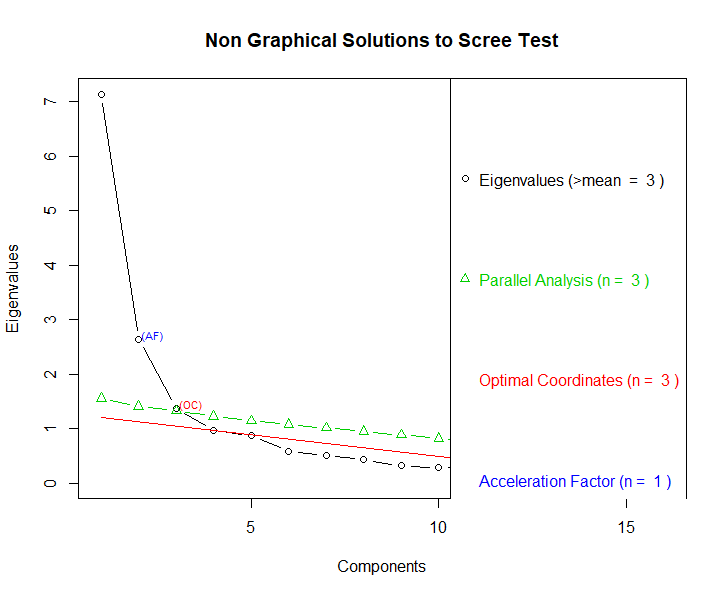 Non Graphical Solutions to Scree Test
Eigenvalues
7
6
5
4
3
2
1
0
(AF)
(OC)
Eigenvalues (>mean  =  3 )
Parallel Analysis (n =  3 )
Optimal Coordinates (n =  3 )
Acceleration Factor (n =  1 )
5
10
15
Components